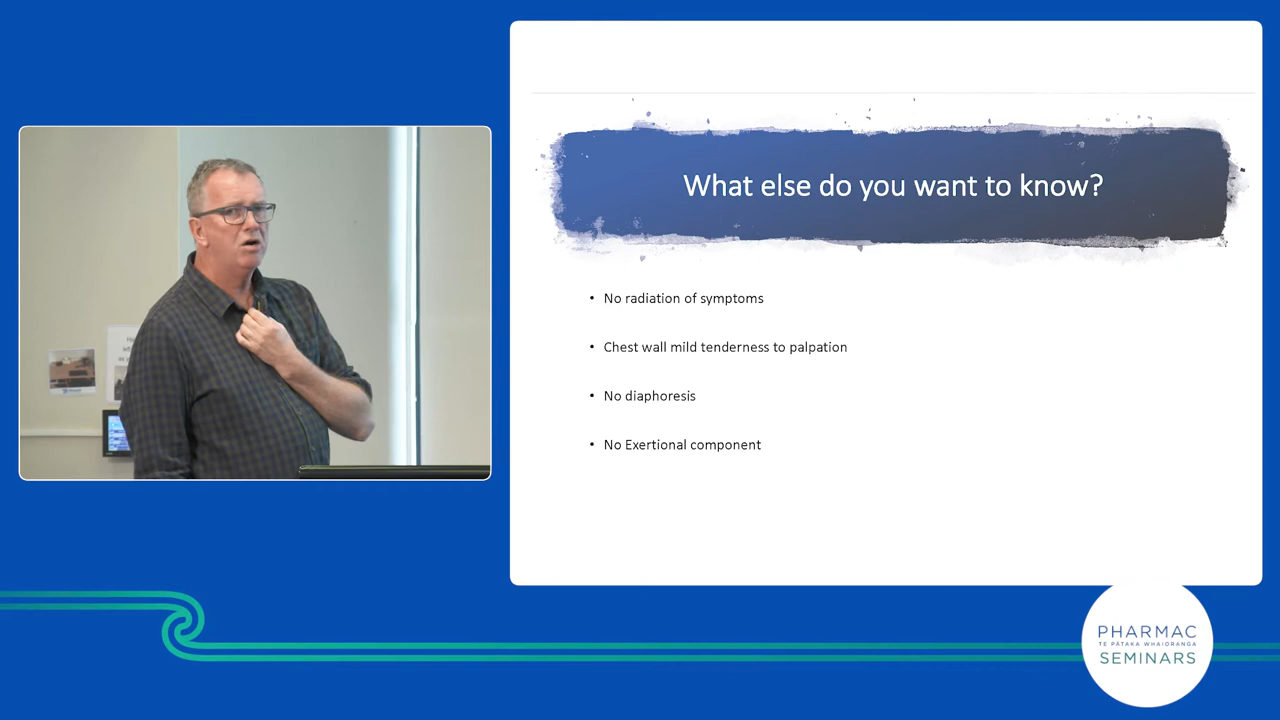 What else do you want to know?
• No radiation of symptoms
• Chest wall mild tenderness to palpation
• No diaphoresis
• No Exertional component
PHARMAC
TE PĀTAKA WHAIORANGA
SEMINARS